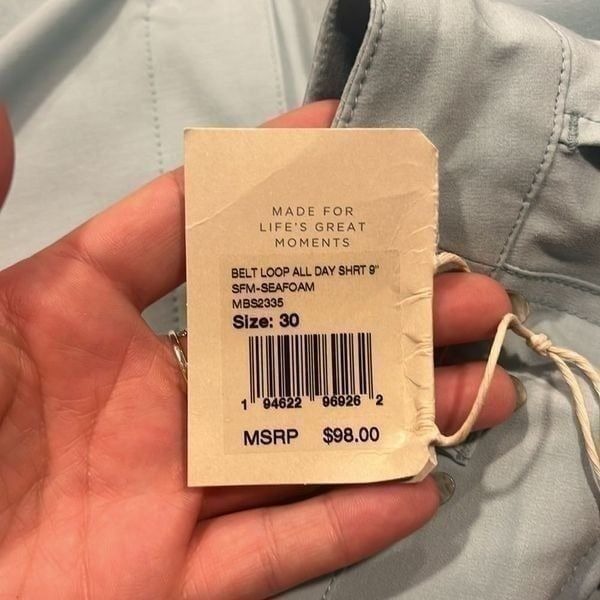 MADE FOR
LIFE'S GREAT
MOMENTS
BELT LOOP ALL DAY SHRT 9"
SFM-SEAFOAM
MBS2335
Size: 30
1 94622 96926 2
MSRP $98.00